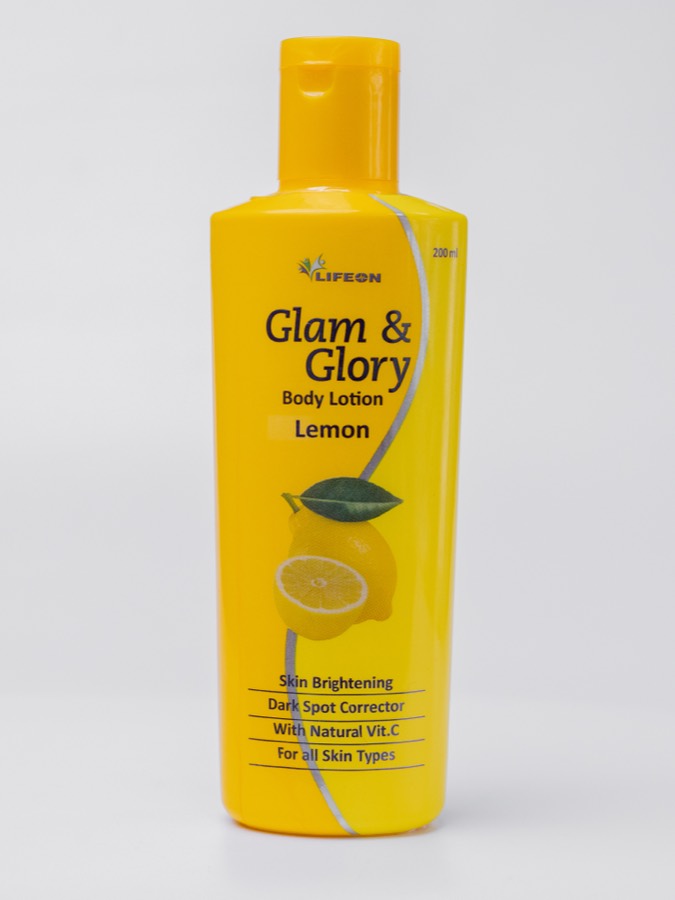 200 ml
LIFEON
Glam &
Glory
Body Lotion
Lemon
Skin Brightening
Dark Spot Corrector
With Natural Vit.C
For all Skin Types